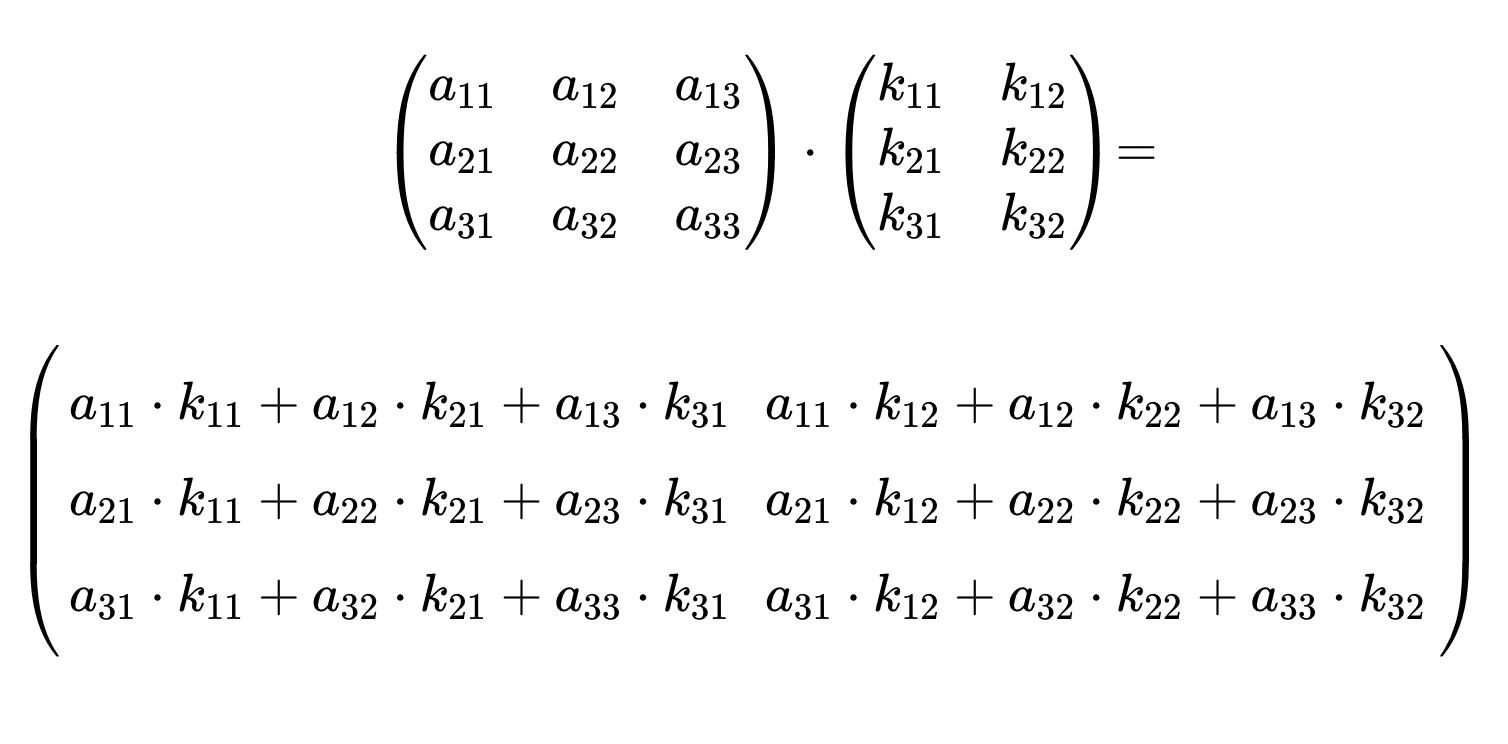 ( a11 a12 a13 ) · ( k11 k12 ) =
( a21 a22 a23 ) ( k21 k22 )
( a31 a32 a33 ) ( k31 k32 )
( a11 · k11 + a12 · k21 + a13 · k31 a11 · k12 + a12 · k22 + a13 · k32 )
( a21 · k11 + a22 · k21 + a23 · k31 a21 · k12 + a22 · k22 + a23 · k32 )
( a31 · k11 + a32 · k21 + a33 · k31 a31 · k12 + a32 · k22 + a33 · k32 )